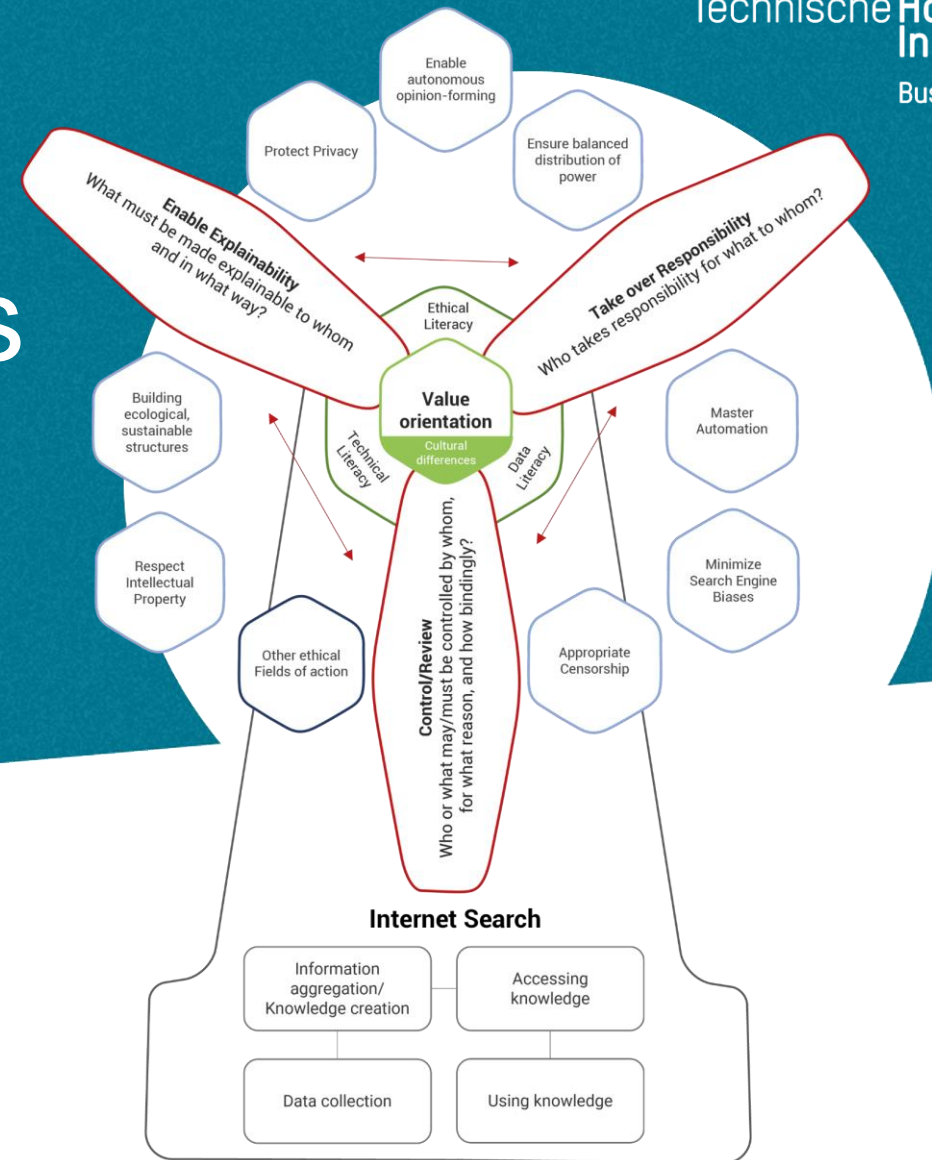 Technische
Enable
autonomous
opinion-forming
Protect Privacy
Ensure balanced
distribution of
power
Enable Explainability
What must be made explainable to whom
and in what way?
Take over Responsibility
Who takes responsibility for what to whom?
Ethical
Literacy
Value
orientation
Cultural
differences
Technical
Literacy
Data
Literacy
Building
ecological,
sustainable
structures
Master
Automation
Respect
Intellectual
Property
Minimize
Search Engine
Biases
Other ethical
Fields of action
Control/Review
Who or what may/must be controlled by whom,
for what reason, and how bindingly?
Appropriate
Censorship
Internet Search
Information
aggregation/
Knowledge creation
Accessing
knowledge
Data collection
Using knowledge